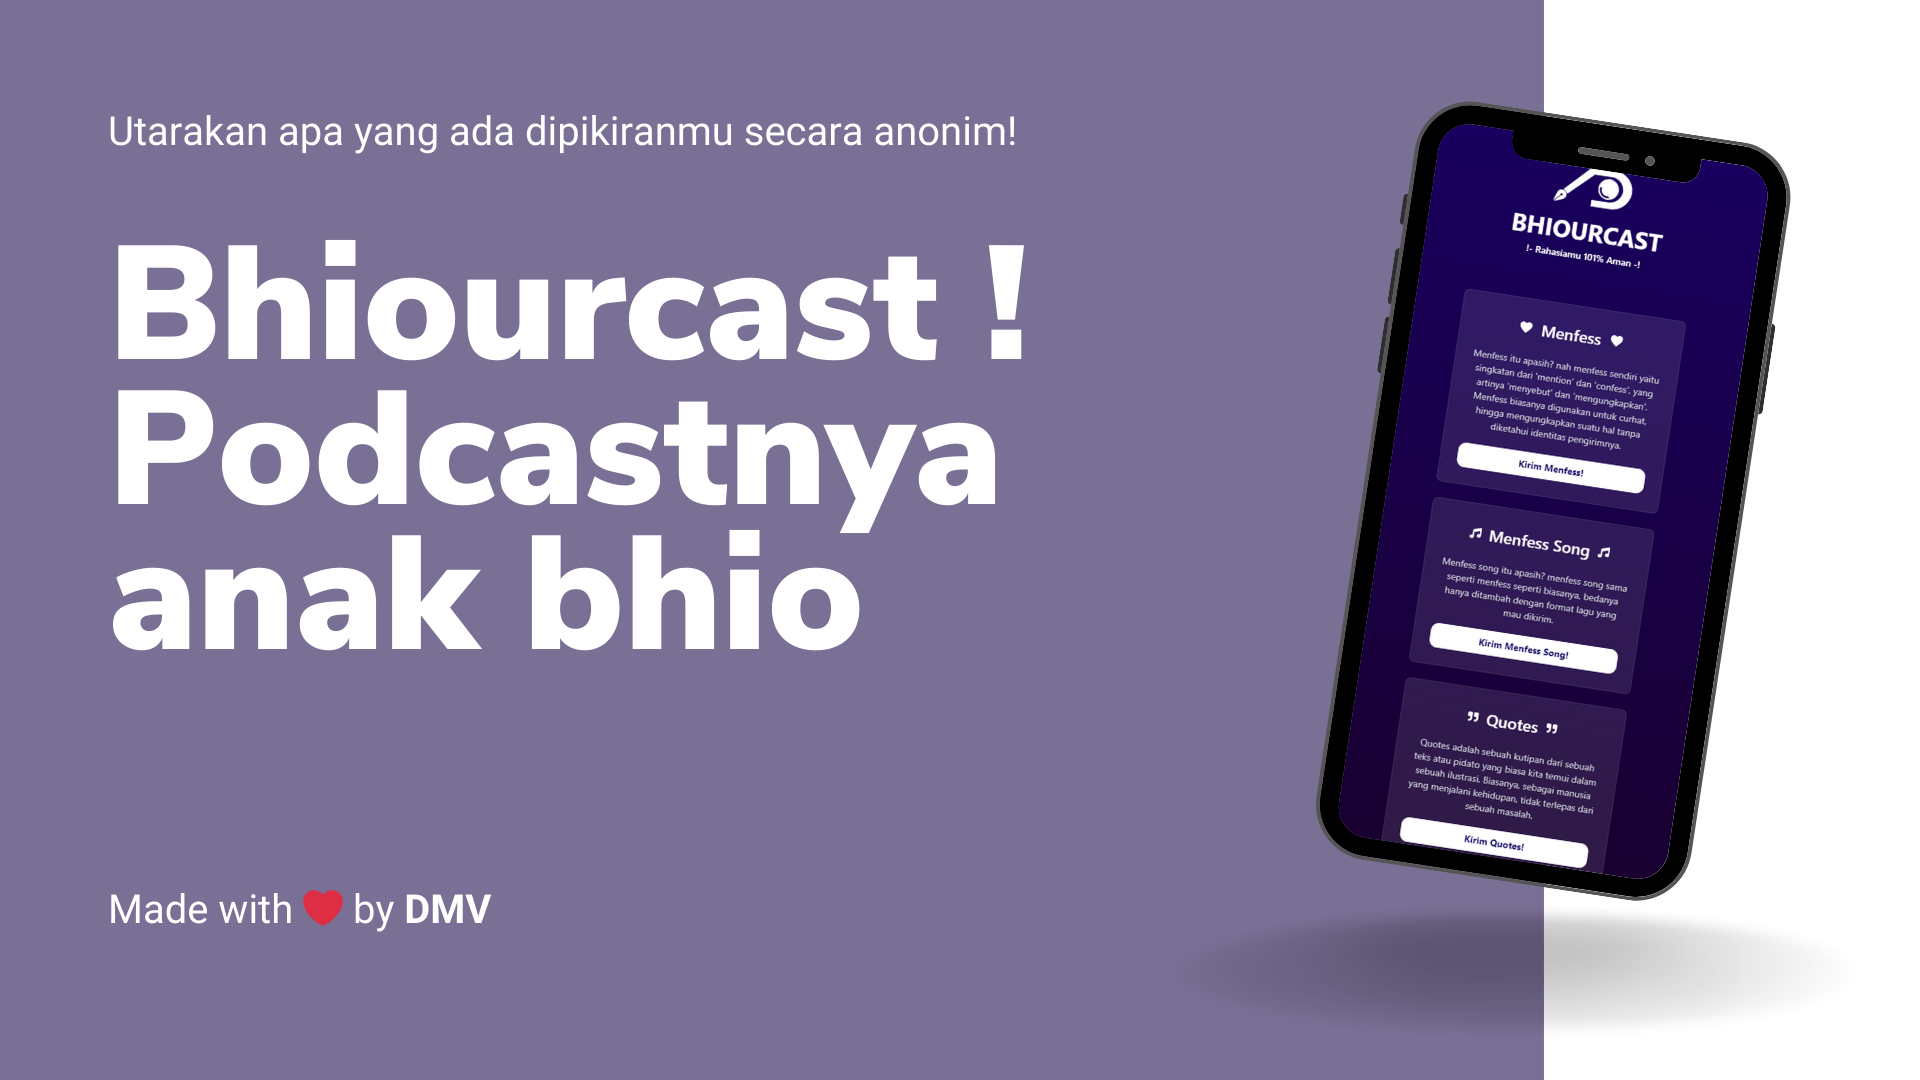 Utarakan apa yang ada dipikiranmu secara anonim!
Bhiourcast !
Podcastnya
anak bhio
Made with ❤️ by DMV
BHIOURCAST
!- Rahasiamu 101% Aman -!
Menfess
Menfess itu apasih? nah menfess sendiri yaitu
singkatan dari 'mention' dan 'confess'. yang
artinya 'menyebut' dan 'mengungkapkan'.
Menfess biasanya digunakan untuk curhat,
hingga mengungkapkan suatu hal tanpa
diketahui identitas pengirimnya.
Kirim Menfess!
♫ Menfess Song ♫
Menfess song itu apasih? menfess song sama
seperti menfess seperti biasanya, bedanya
hanya ditambah dengan format lagu yang
mau dikirim.
Kirim Menfess Song!
” Quotes ”
Quotes adalah sebuah kutipan dari sebuah
teks atau pidato yang biasa kita temui dalam
sebuah ilustrasi. Biasanya, sebagai manusia
yang menjalani kehidupan, tidak terlepas dari
sebuah masalah.
Kirim Quotes!